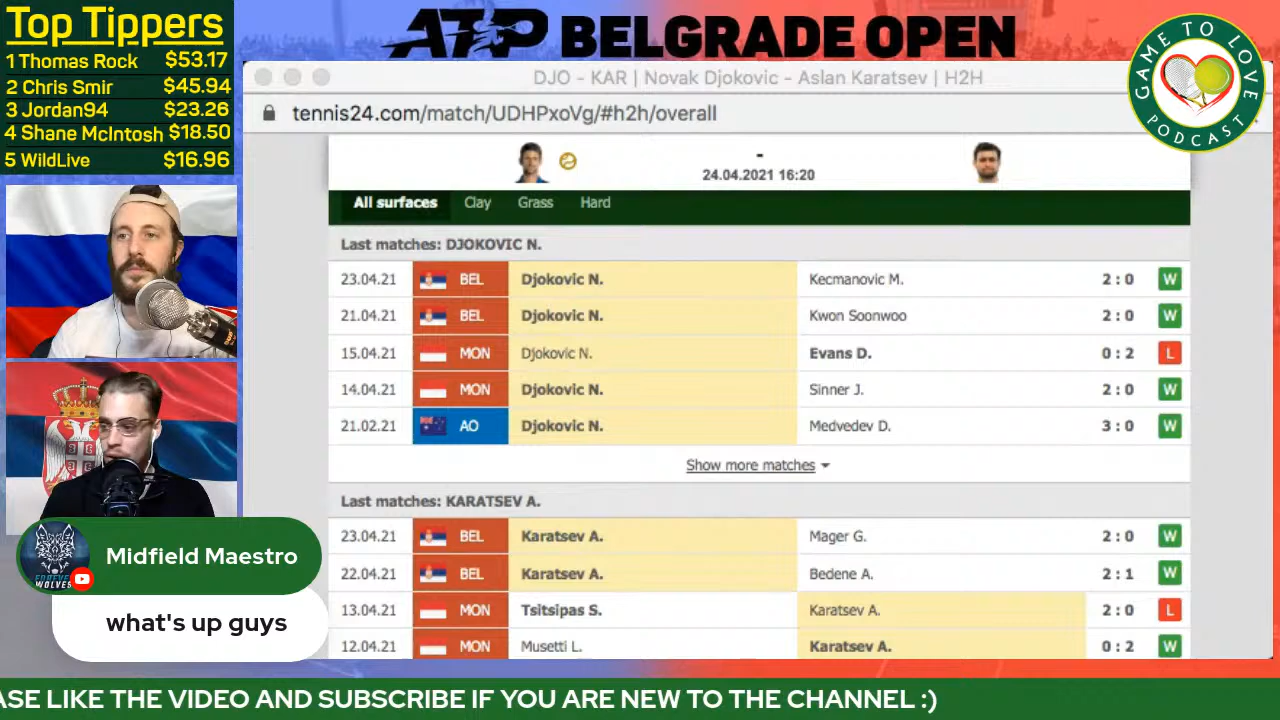 Top Tippers
1 Thomas Rock $53.17
2 Chris Smir $45.94
3 Jordan94 $23.26
4 Shane McIntosh $18.50
5 WildLive $16.96
ATP BELGRADE OPEN
GAME TO LOVE
PODCAST
DJO - KAR | Novak Djokovic - Aslan Karatsev | H2H
tennis24.com/match/UDHPxoVg/#h2h/overall
-
24.04.2021 16:20
All surfaces Clay Grass Hard
Last matches: DJOKOVIC N.
23.04.21 BEL Djokovic N. Kecmanovic M. 2 : 0 W
21.04.21 BEL Djokovic N. Kwon Soonwoo 2 : 0 W
15.04.21 MON Djokovic N. Evans D. 0 : 2 L
14.04.21 MON Djokovic N. Sinner J. 2 : 0 W
21.02.21 AO Djokovic N. Medvedev D. 3 : 0 W
Show more matches
Last matches: KARATSEV A.
23.04.21 BEL Karatsev A. Mager G. 2 : 0 W
22.04.21 BEL Karatsev A. Bedene A. 2 : 1 W
13.04.21 MON Tsitsipas S. Karatsev A. 2 : 0 L
12.04.21 MON Musetti L. Karatsev A. 0 : 2 W
WOLVES
Midfield Maestro
what's up guys
ASE LIKE THE VIDEO AND SUBSCRIBE IF YOU ARE NEW TO THE CHANNEL :)